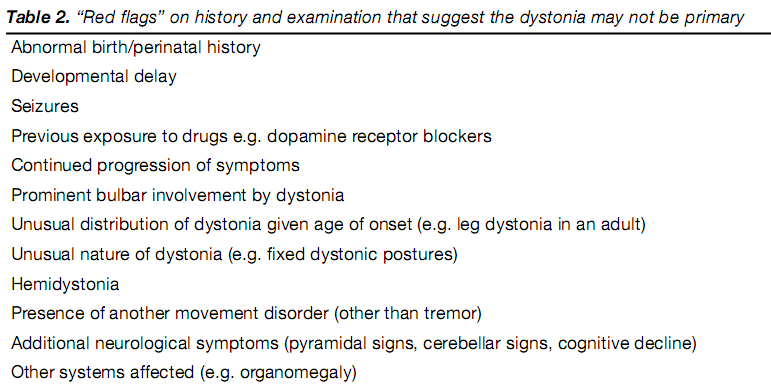 Table 2. “Red flags” on history and examination that suggest the dystonia may not be primary
Abnormal birth/perinatal history
Developmental delay
Seizures
Previous exposure to drugs e.g. dopamine receptor blockers
Continued progression of symptoms
Prominent bulbar involvement by dystonia
Unusual distribution of dystonia given age of onset (e.g. leg dystonia in an adult)
Unusual nature of dystonia (e.g. fixed dystonic postures)
Hemidystonia
Presence of another movement disorder (other than tremor)
Additional neurological symptoms (pyramidal signs, cerebellar signs, cognitive decline)
Other systems affected (e.g. organomegaly)